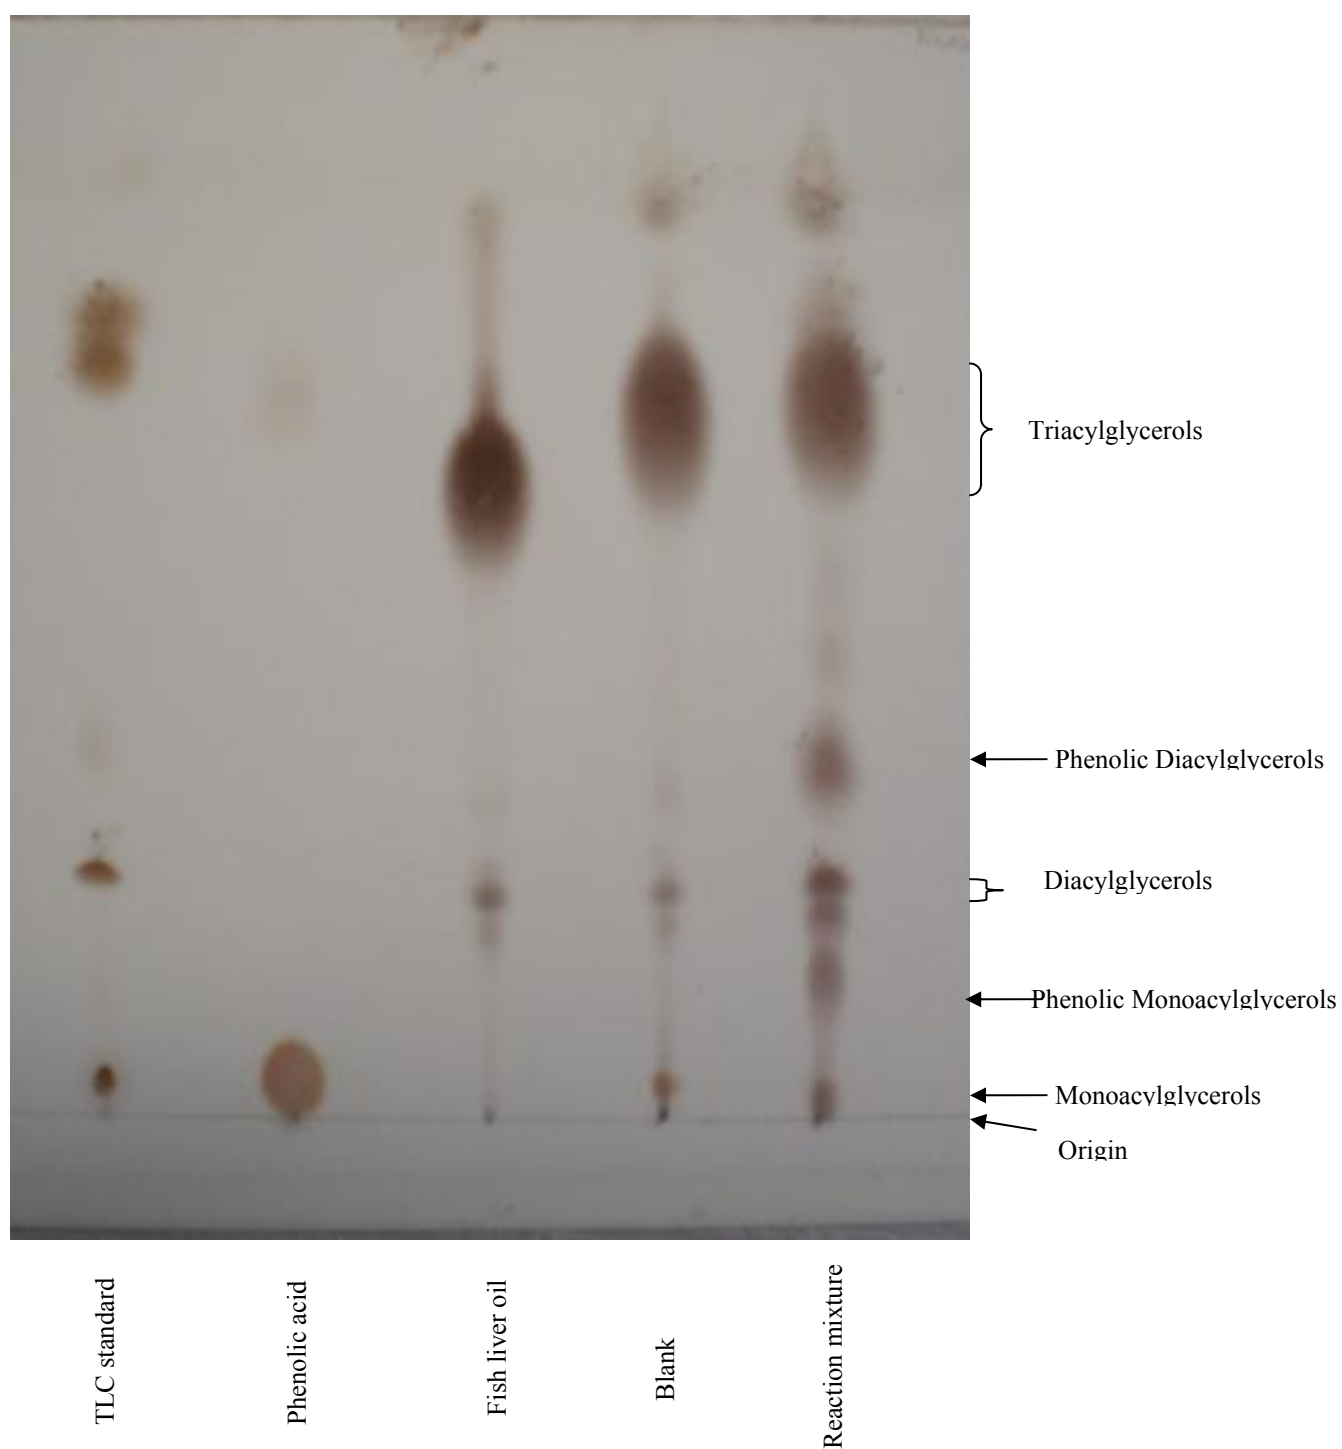 Triacylglycerols
Phenolic Diacylglycerols
Diacylglycerols
Phenolic Monoacylglycerols
Monoacylglycerols
Origin
TLC standard
Phenolic acid
Fish liver oil
Blank
Reaction mixture